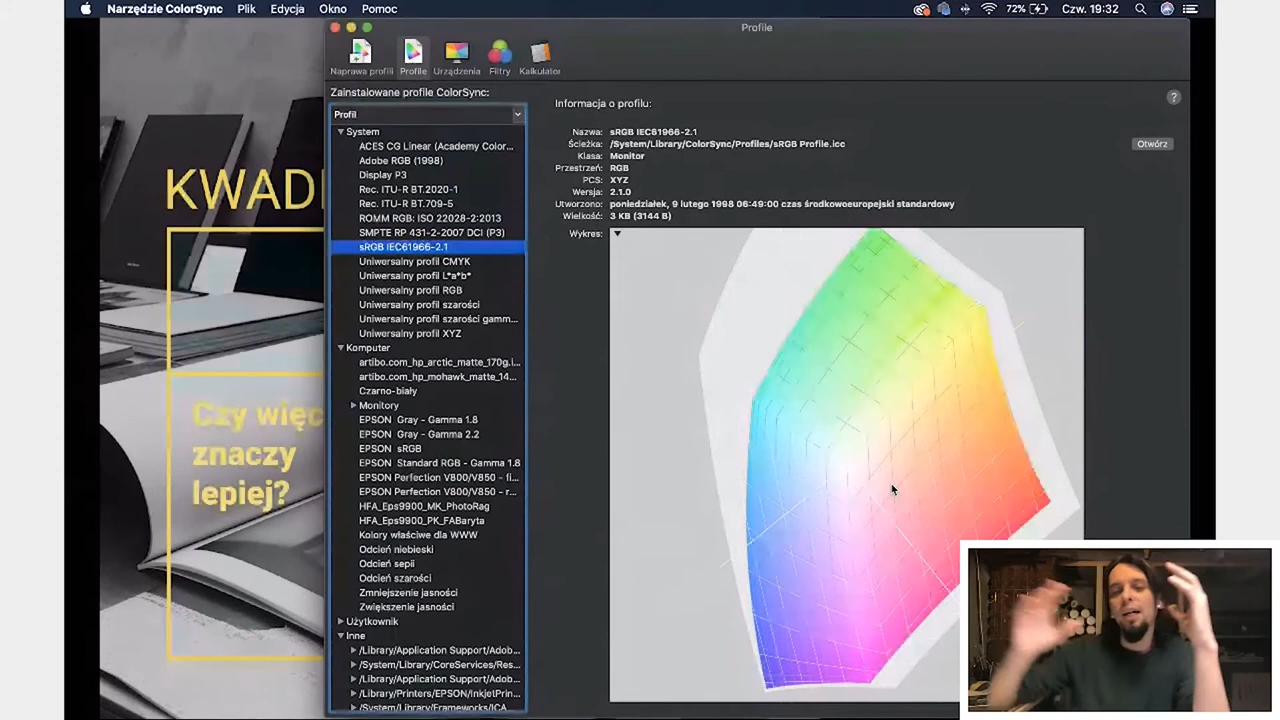 Narzędzie ColorSync Plik Edycja Okno Pomoc 72% Czw. 19:32
Profile
Naprawa profili Profile Urządzenia Filtry Kalkulator
Zainstalowane profile ColorSync:
Profil
System
ACES CG Linear (Academy Color...
Adobe RGB (1998)
Display P3
Rec. ITU-R BT.2020-1
Rec. ITU-R BT.709-5
ROMM RGB: ISO 22028-2:2013
SMPTE RP 431-2-2007 DCI (P3)
sRGB IEC61966-2.1
Uniwersalny profil CMYK
Uniwersalny profil L*a*b*
Uniwersalny profil RGB
Uniwersalny profil szarości
Uniwersalny profil szarości gamm...
Uniwersalny profil XYZ
Komputer
artibo.com_hp_arctic_matte_170g.i...
artibo.com_hp_mohawk_matte_14...
Czarno-biały
Monitory
EPSON Gray - Gamma 1.8
EPSON Gray - Gamma 2.2
EPSON sRGB
EPSON Standard RGB - Gamma 1.8
EPSON Perfection V800/V850 - fi...
EPSON Perfection V800/V850 - r...
HFA_Eps9900_MK_PhotoRag
HFA_Eps9900_PK_FABaryta
Kolory właściwe dla WWW
Odcień niebieski
Odcień sepii
Odcień szarości
Zmniejszenie jasności
Zwiększenie jasności
Użytkownik
Inne
/Library/Application Support/Adob...
/System/Library/CoreServices/Res...
/Library/Application Support/Adob...
/Library/Printers/EPSON/InkjetPrin...
/System/Library/Frameworks/ICA
Informacja o profilu:
?
Nazwa: sRGB IEC61966-2.1
Ścieżka: /System/Library/ColorSync/Profiles/sRGB Profile.icc
Otwórz
Klasa: Monitor
Przestrzeń: RGB
PCS: XYZ
Wersja: 2.1.0
Utworzono: poniedziałek, 9 lutego 1998 06:49:00 czas środkowoeuropejski standardowy
Wielkość: 3 KB (3144 B)
Wykres:
KWAD
Czy więc
znaczy
lepiej?